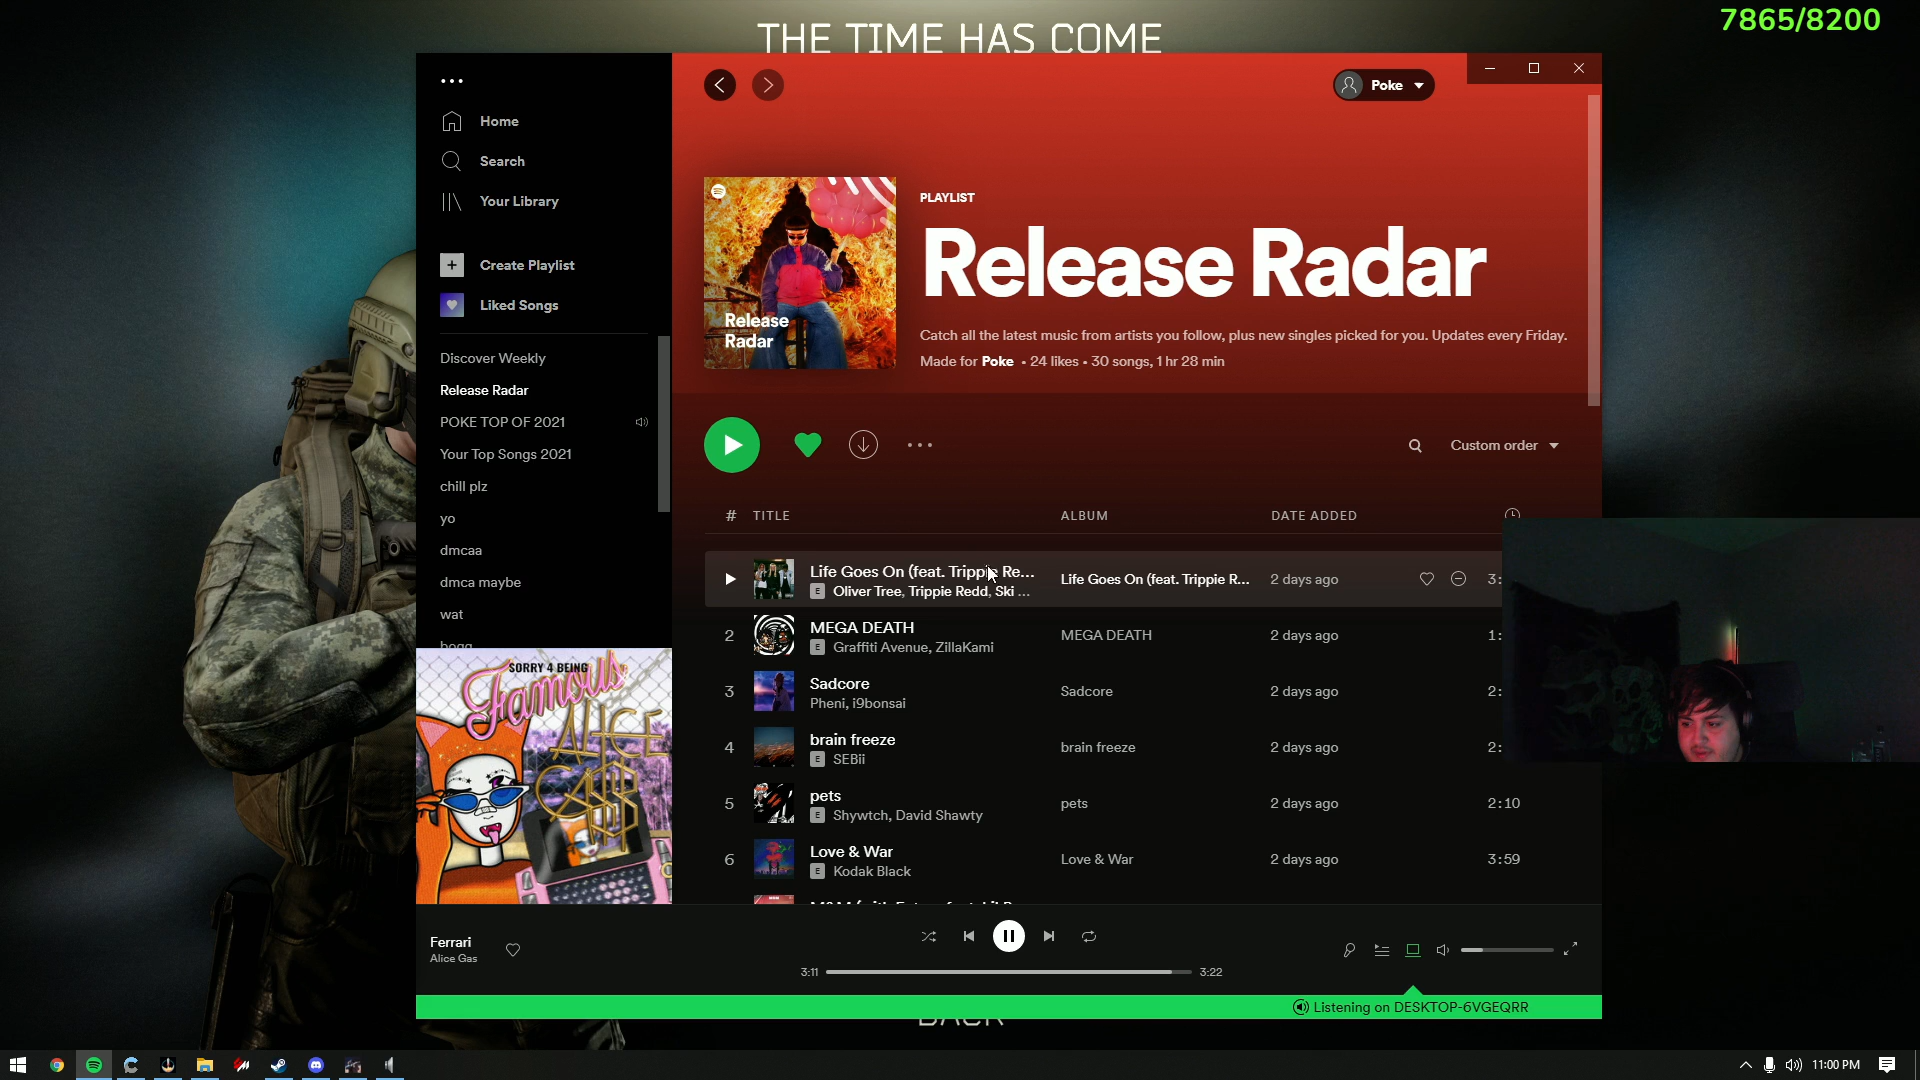 THE TIME HAS COME
7865/8200
Home
Search
Your Library
Create Playlist
Liked Songs
Discover Weekly
Release Radar
POKE TOP OF 2021
Your Top Songs 2021
chill plz
yo
dmcaa
dmca maybe
wat
bogg
SORRY 4 BEING
Famous
ALICE
GAS
Poke
Release
Radar
PLAYLIST
Release Radar
Catch all the latest music from artists you follow, plus new singles picked for you. Updates every Friday.
Made for Poke • 24 likes • 30 songs, 1 hr 28 min
Custom order
# TITLE ALBUM DATE ADDED
Life Goes On (feat. Trippie Re... Life Goes On (feat. Trippie R... 2 days ago 3:
E Oliver Tree, Trippie Redd, Ski ...
2 MEGA DEATH MEGA DEATH 2 days ago 1:
E Graffiti Avenue, ZillaKami
3 Sadcore Sadcore 2 days ago 2:
Pheni, i9bonsai
4 brain freeze brain freeze 2 days ago 2:
E SEBii
5 pets pets 2 days ago 2:10
E Shywtch, David Shawty
6 Love & War Love & War 2 days ago 3:59
E Kodak Black
Ferrari
Alice Gas
3:11 3:22
Listening on DESKTOP-6VGEQRR
BACK
11:00 PM